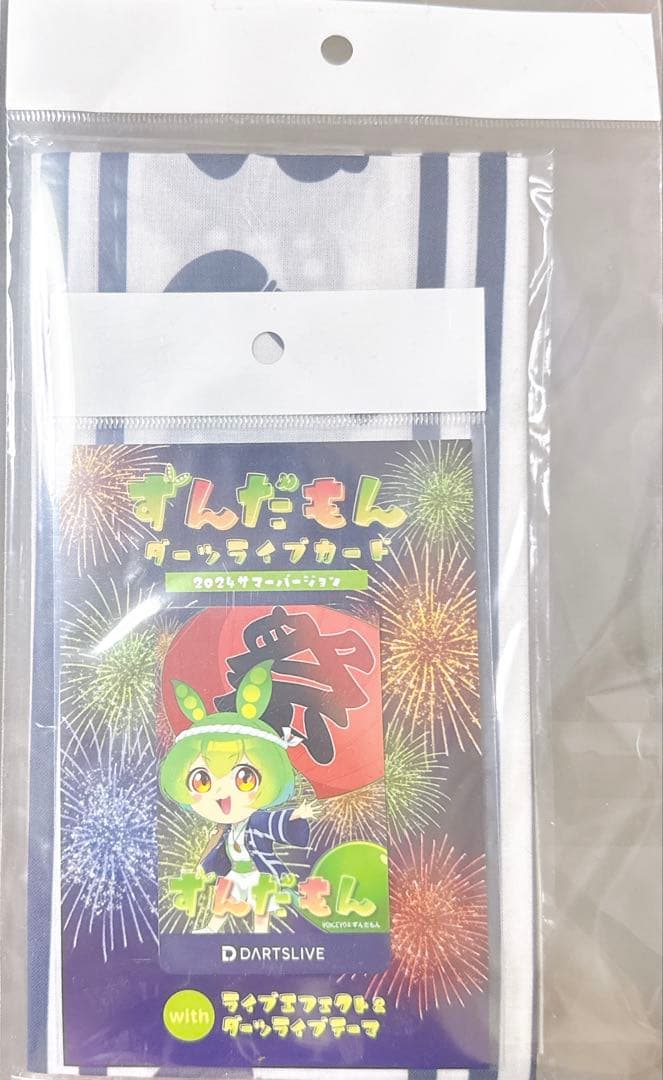 ずんだもん
ダーツライブカード
2024サマーバージョン
祭
ずんだもん
VOICEVOX:ずんだもん
DARTSLIVE
with
ライブエフェクト&
ダーツライブテーマ